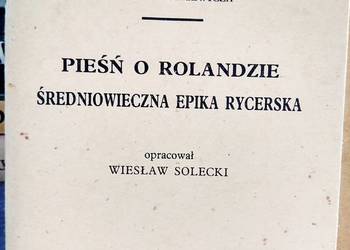 PIEŚŃ O ROLANDZIE
ŚREDNIOWIECZNA EPIKA RYCERSKA
opracował
WIESŁAW SOLECKI